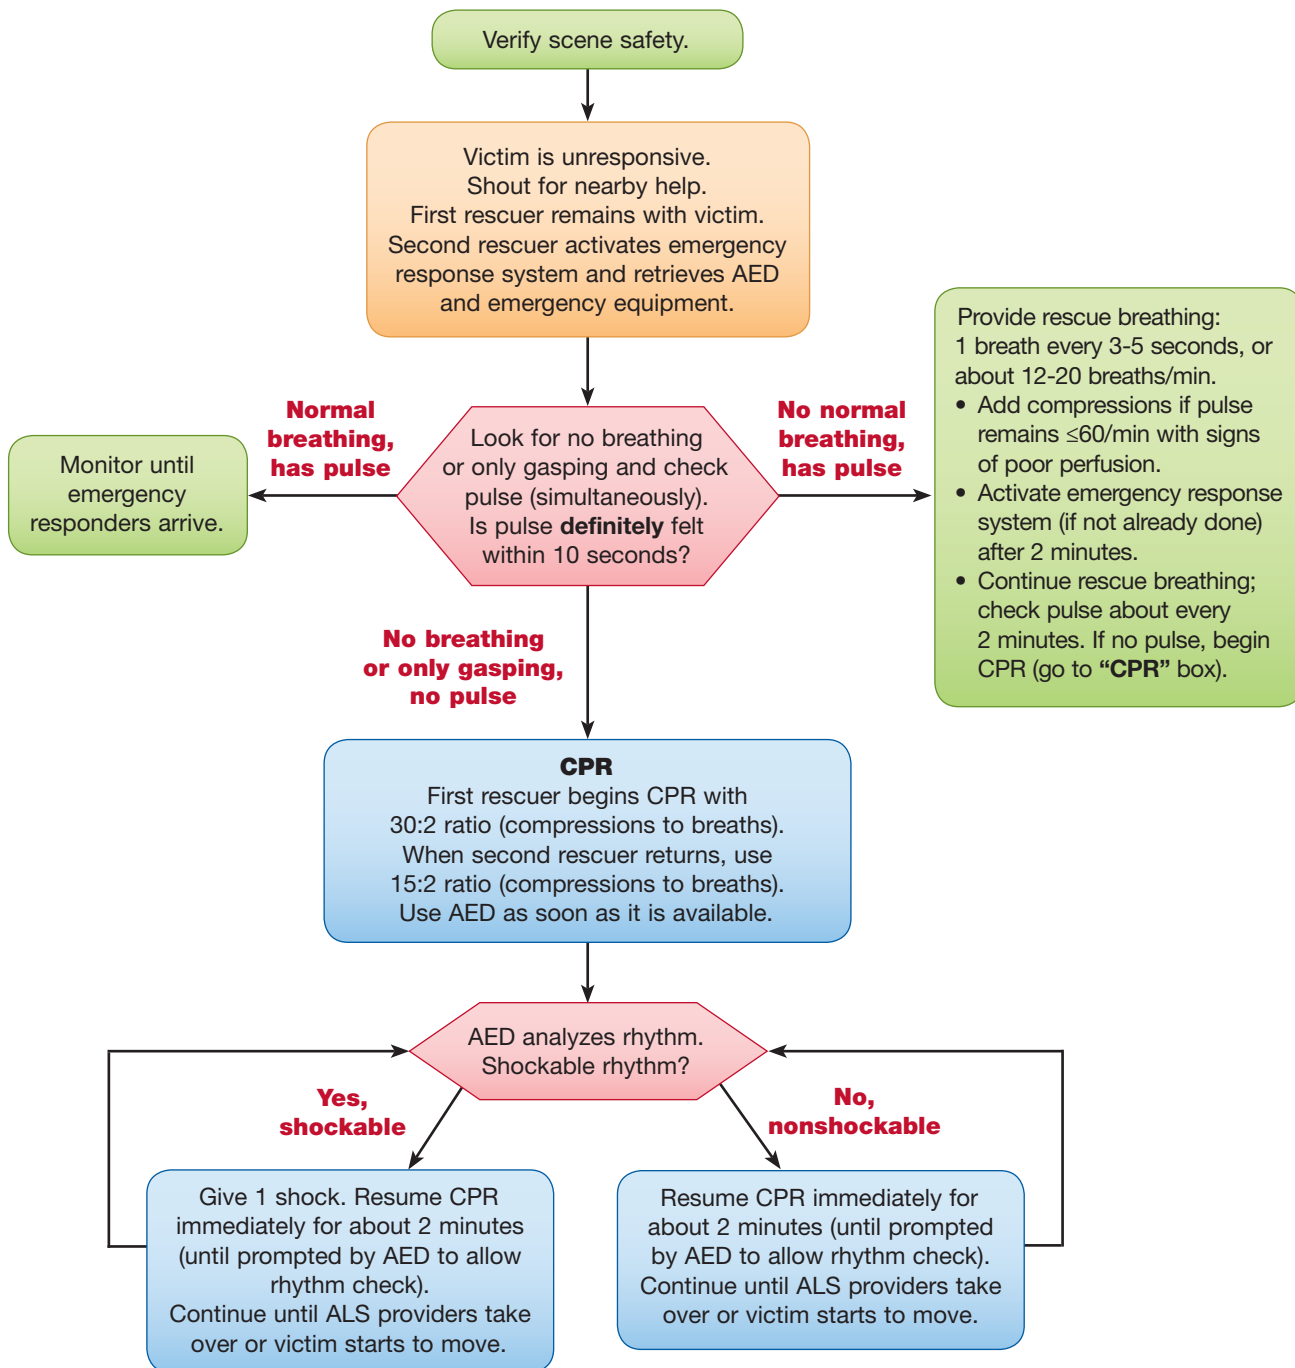 Verify scene safety.
Victim is unresponsive.
Shout for nearby help.
First rescuer remains with victim.
Second rescuer activates emergency
response system and retrieves AED
and emergency equipment.
Normal
breathing,
has pulse
Monitor until
emergency
responders arrive.
Look for no breathing
or only gasping and check
pulse (simultaneously).
Is pulse definitely felt
within 10 seconds?
No normal
breathing,
has pulse
Provide rescue breathing:
1 breath every 3-5 seconds, or
about 12-20 breaths/min.
• Add compressions if pulse
remains ≤60/min with signs
of poor perfusion.
• Activate emergency response
system (if not already done)
after 2 minutes.
• Continue rescue breathing;
check pulse about every
2 minutes. If no pulse, begin
CPR (go to “CPR” box).
No breathing
or only gasping,
no pulse
CPR
First rescuer begins CPR with
30:2 ratio (compressions to breaths).
When second rescuer returns, use
15:2 ratio (compressions to breaths).
Use AED as soon as it is available.
AED analyzes rhythm.
Shockable rhythm?
Yes,
shockable
No,
nonshockable
Give 1 shock. Resume CPR
immediately for about 2 minutes
(until prompted by AED to allow
rhythm check).
Continue until ALS providers take
over or victim starts to move.
Resume CPR immediately for
about 2 minutes (until prompted
by AED to allow rhythm check).
Continue until ALS providers take
over or victim starts to move.